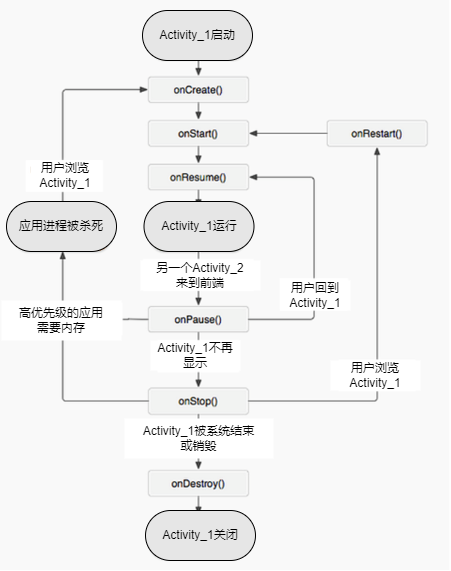 Activity_1启动
onCreate()
onStart()
onRestart()
用户浏览
Activity_1
onResume()
应用进程被杀死
Activity_1运行
另一个Activity_2
来到前端
用户回到
Activity_1
高优先级的应用
需要内存
onPause()
Activity_1不再
显示
用户浏览
Activity_1
onStop()
Activity_1被系统结束
或销毁
onDestroy()
Activity_1关闭